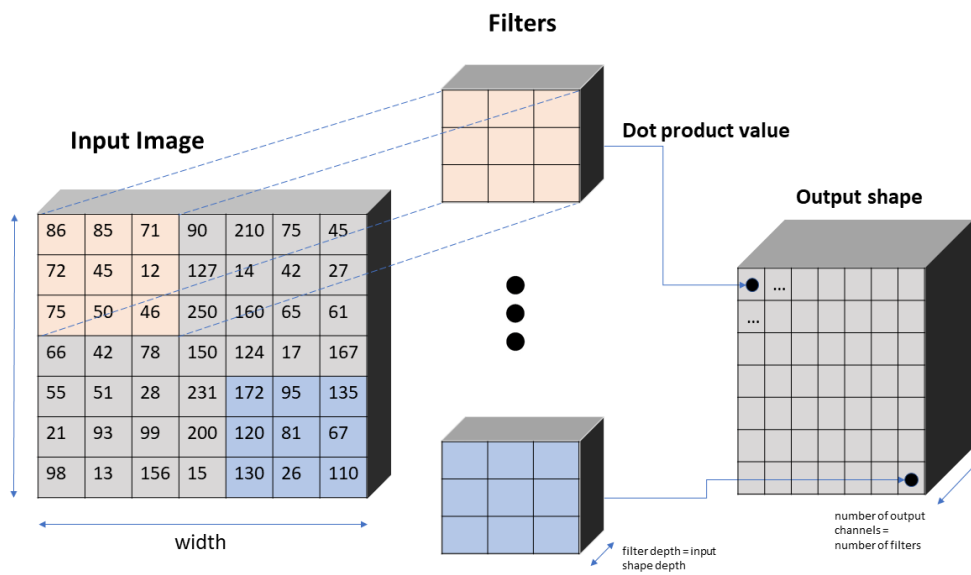 Filters
Input Image
Dot product value
Output shape
86 85 71 90 210 75 45
72 45 12 127 14 42 27
75 50 46 250 160 65 61
66 42 78 150 124 17 167
55 51 28 231 172 95 135
21 93 99 200 120 81 67
98 13 156 15 130 26 110
width
...
...
filter depth = input
shape depth
number of output
channels =
number of filters